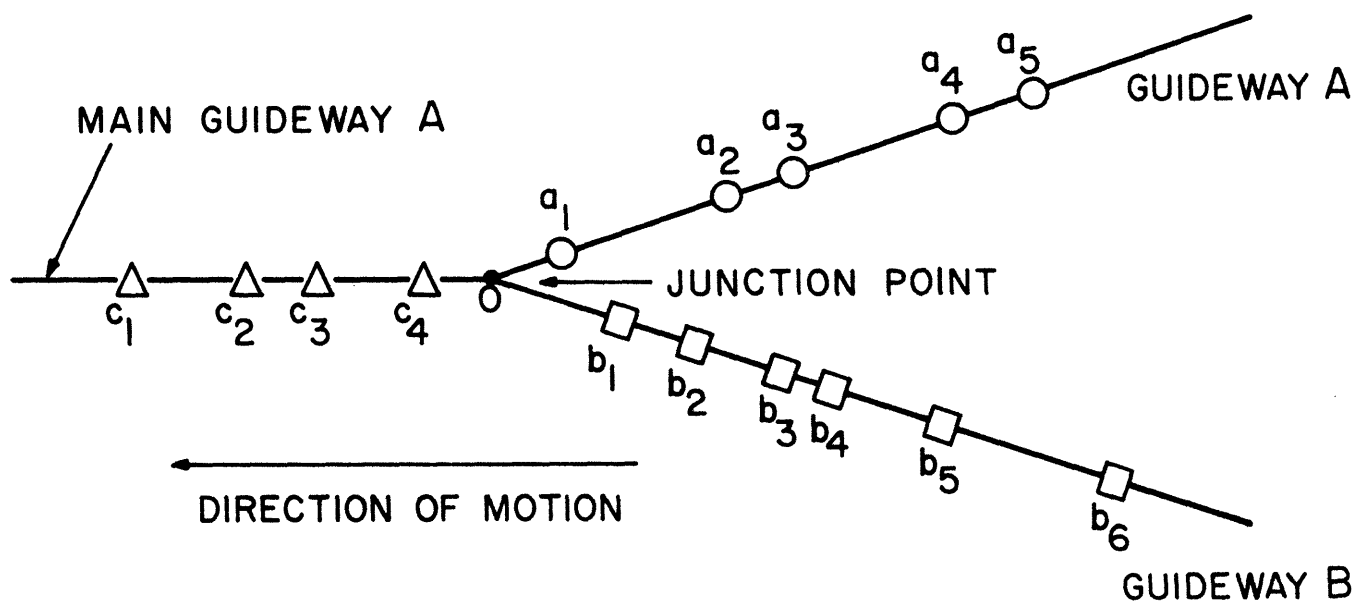 a5
a4
GUIDEWAY A
MAIN GUIDEWAY A
a3
a2
a1
JUNCTION POINT
O
c1 c2 c3 c4
b1
b2
b3 b4
b5
DIRECTION OF MOTION
b6
GUIDEWAY B